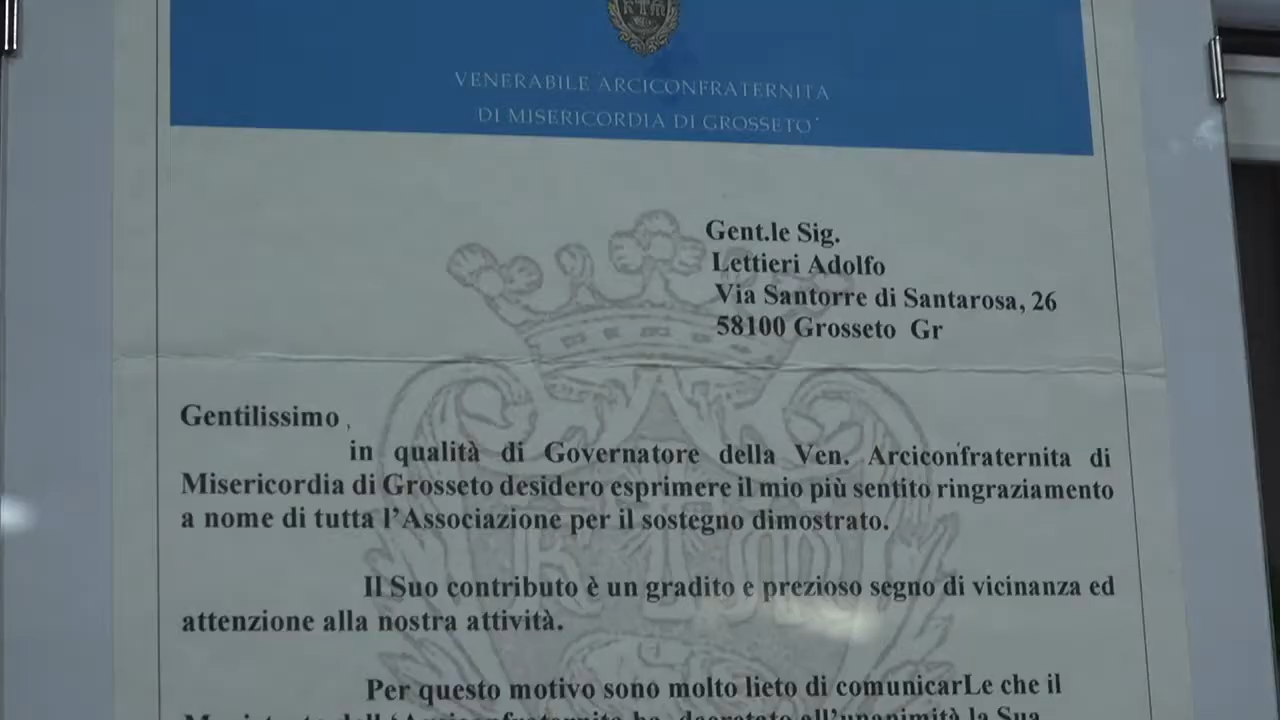 VENERABILE ARCICONFRATERNITA
DI MISERICORDIA DI GROSSETO
Gent.le Sig.
Lettieri Adolfo
Via Santorre di Santarosa, 26
58100 Grosseto Gr
Gentilissimo ,
in qualità di Governatore della Ven. Arciconfraternita di
Misericordia di Grosseto desidero esprimere il mio più sentito ringraziamento
a nome di tutta l'Associazione per il sostegno dimostrato.
Il Suo contributo è un gradito e prezioso segno di vicinanza ed
attenzione alla nostra attività.
Per questo motivo sono molto lieto di comunicarLe che il